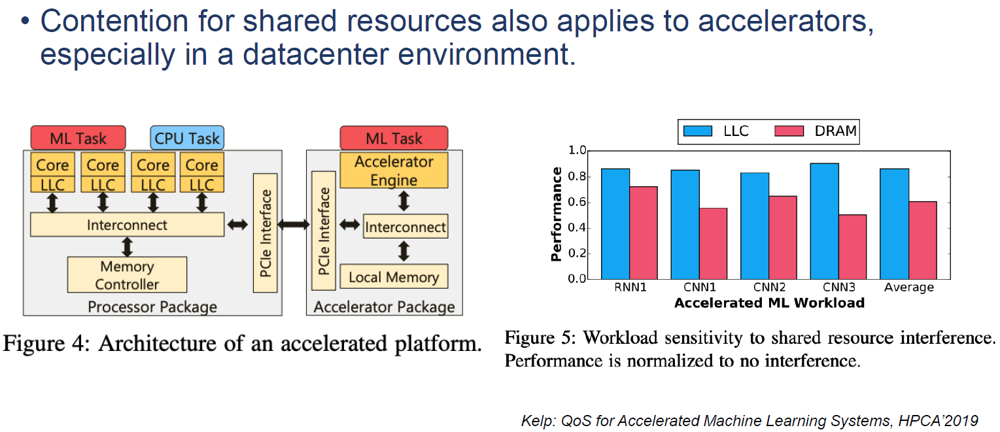 • Contention for shared resources also applies to accelerators,
especially in a datacenter environment.
ML Task
CPU Task
ML Task
Core
Core
Core
Core
LLC
LLC
LLC
LLC
Interconnect
Memory
Controller
PCIe Interface
Processor Package
PCIe Interface
Accelerator
Engine
Interconnect
Local Memory
Accelerator Package
Figure 4: Architecture of an accelerated platform.
LLC
DRAM
1.0
0.8
0.6
0.4
0.2
0.0
Performance
RNN1
CNN1
CNN2
CNN3
Average
Accelerated ML Workload
Figure 5: Workload sensitivity to shared resource interference.
Performance is normalized to no interference.
Kelp: QoS for Accelerated Machine Learning Systems, HPCA'2019